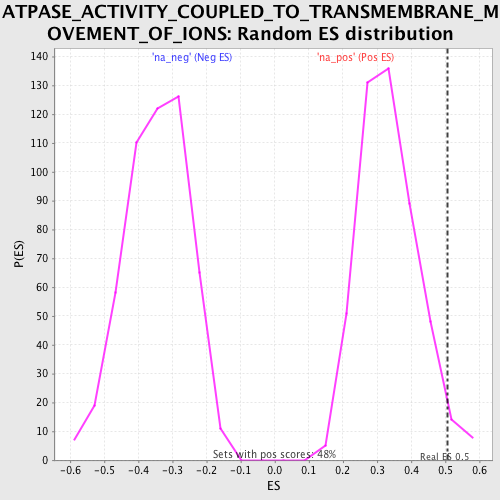 ATPASE_ACTIVITY_COUPLED_TO_TRANSMEMBRANE_M
OVEMENT_OF_IONS: Random ES distribution
'na_neg' (Neg ES)
'na_pos' (Pos ES)
140
130
120
110
100
90
80
70
60
50
40
30
20
10
0
P(ES)
Sets with pos scores: 48%
Real ES 0.5
-0.6 -0.5 -0.4 -0.3 -0.2 -0.1 0.0 0.1 0.2 0.3 0.4 0.5 0.6
ES